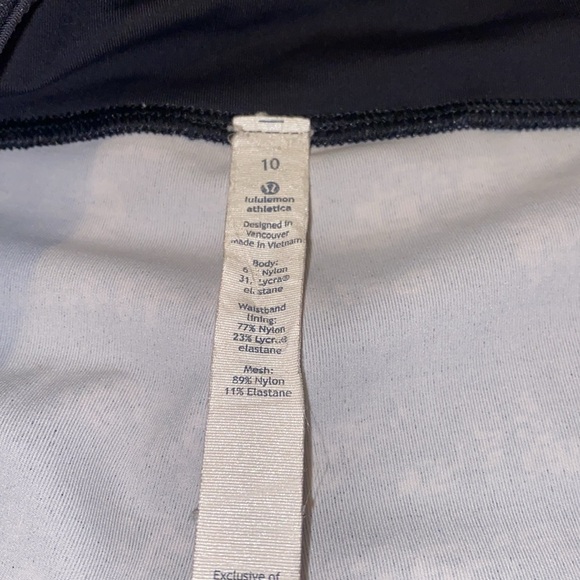 10
lululemon
athletica
Designed in
Vancouver
Made in Vietnam
Body:
Nylon
elastane
Waistband
lining:
77% Nylon
23% Lycra®
elastane
Mesh:
89% Nylon
11% Elastane
Exclusive of